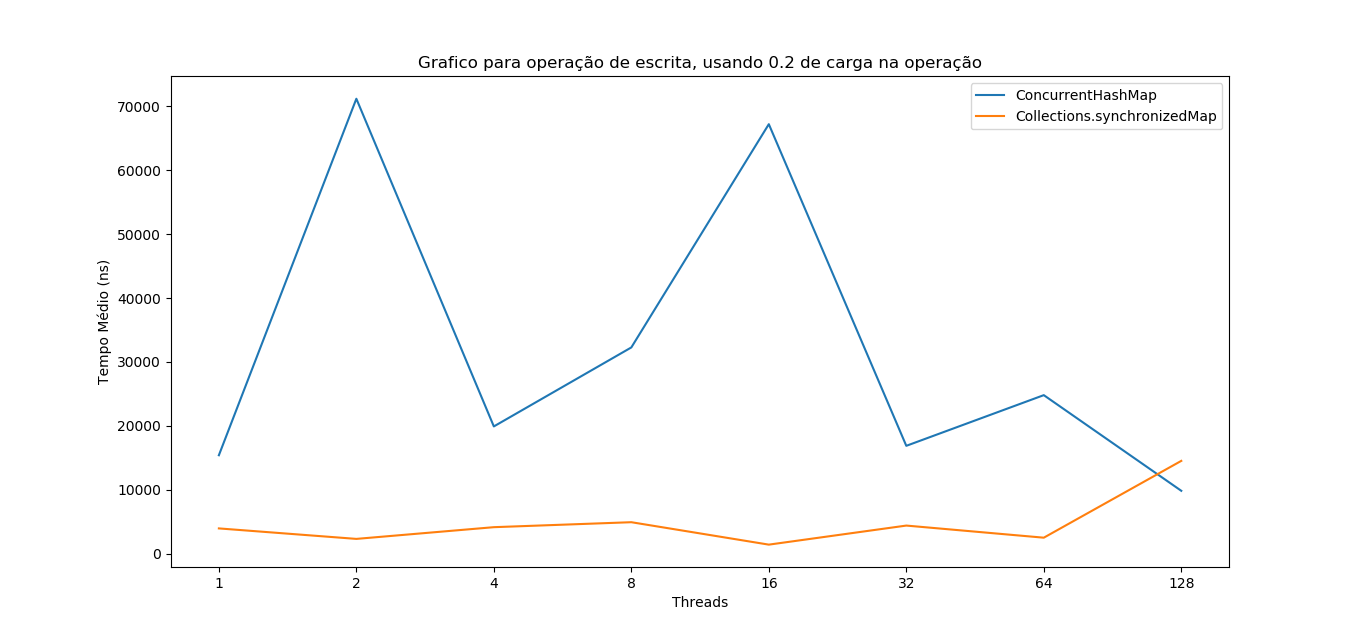 Grafico para operação de escrita, usando 0.2 de carga na operação
ConcurrentHashMap
Collections.synchronizedMap
Tempo Médio (ns)
70000
60000
50000
40000
30000
20000
10000
0
1 2 4 8 16 32 64 128
Threads